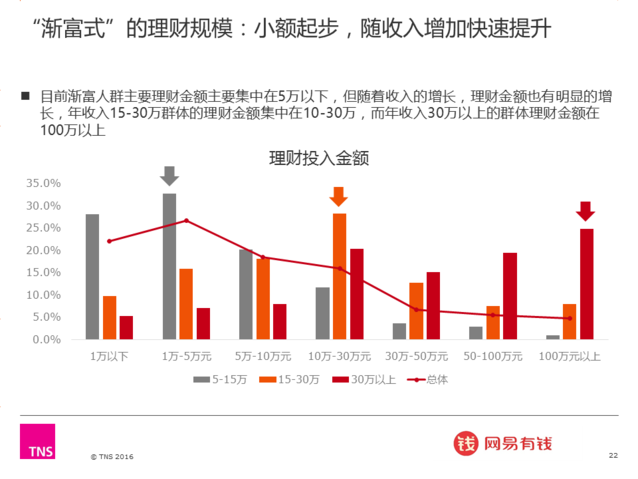 “渐富式”的理财规模：小额起步，随收入增加快速提升
■ 目前渐富人群主要理财金额主要集中在5万以下，但随着收入的增长，理财金额也有明显的增
长，年收入15-30万群体的理财金额集中在10-30万，而年收入30万以上的群体理财金额在
100万以上
理财投入金额
35.0%
30.0%
25.0%
20.0%
15.0%
10.0%
5.0%
0.0%
1万以下 1万-5万元 5万-10万元 10万-30万元 30万-50万元 50-100万元 100万元以上
5-15万 15-30万 30万以上 总体
TNS
© TNS 2016
钱 网易有钱
22